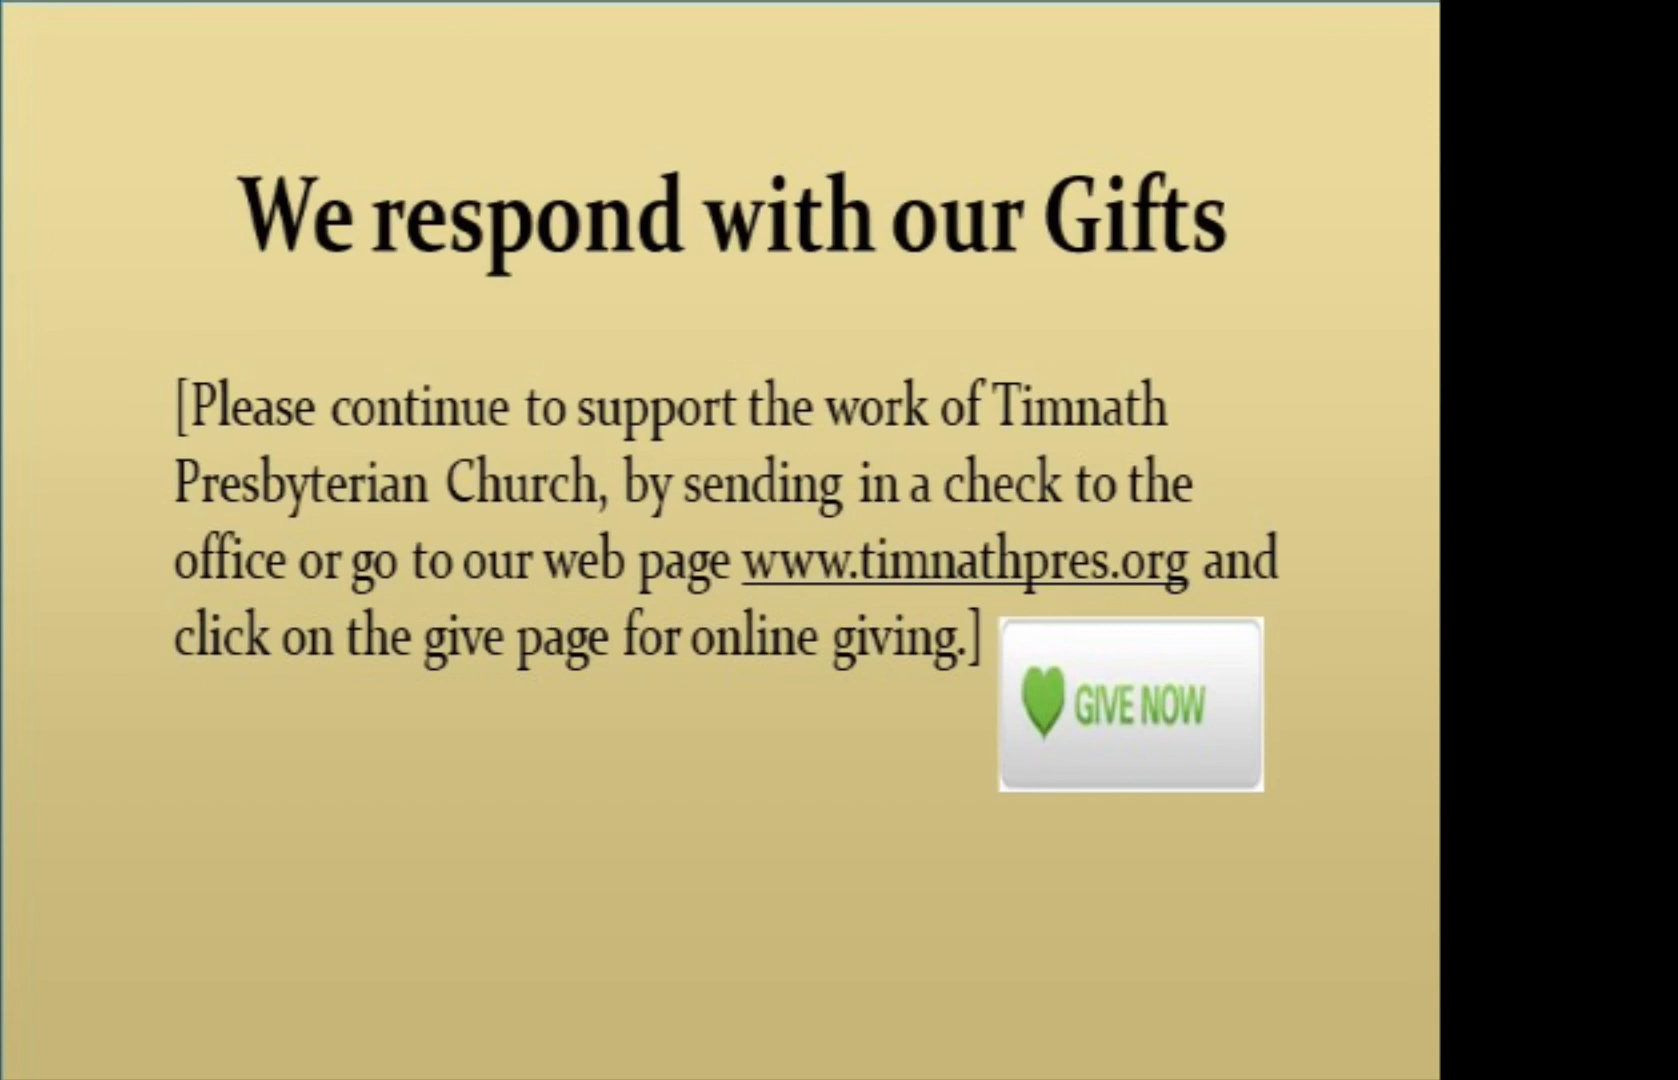 We respond with our Gifts
[Please continue to support the work of Timnath
Presbyterian Church, by sending in a check to the
office or go to our web page www.timnathpres.org and
click on the give page for online giving.]
GIVE NOW